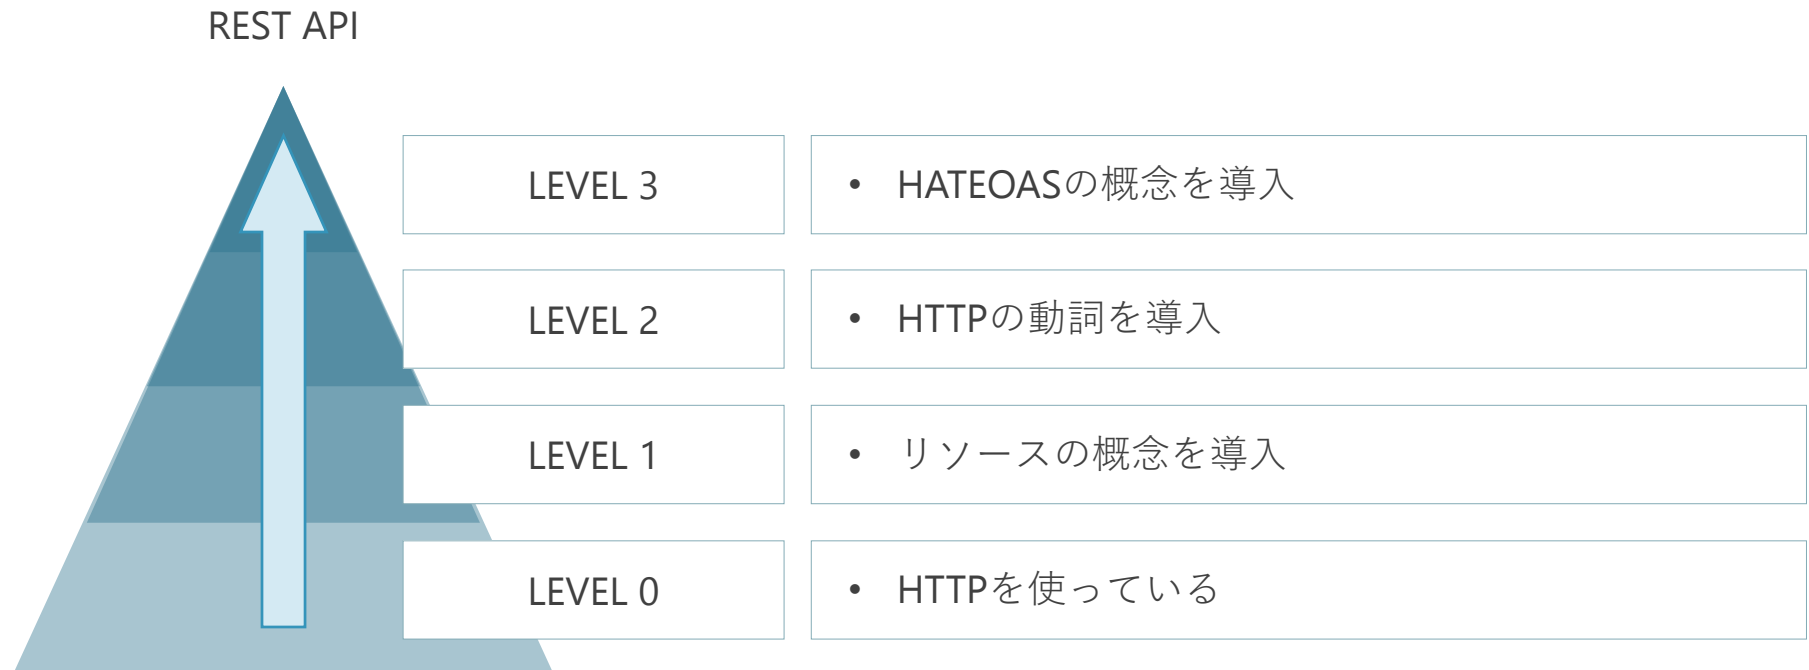 REST API
LEVEL 3
• HATEOASの概念を導入
LEVEL 2
• HTTPの動詞を導入
LEVEL 1
• リソースの概念を導入
LEVEL 0
• HTTPを使っている